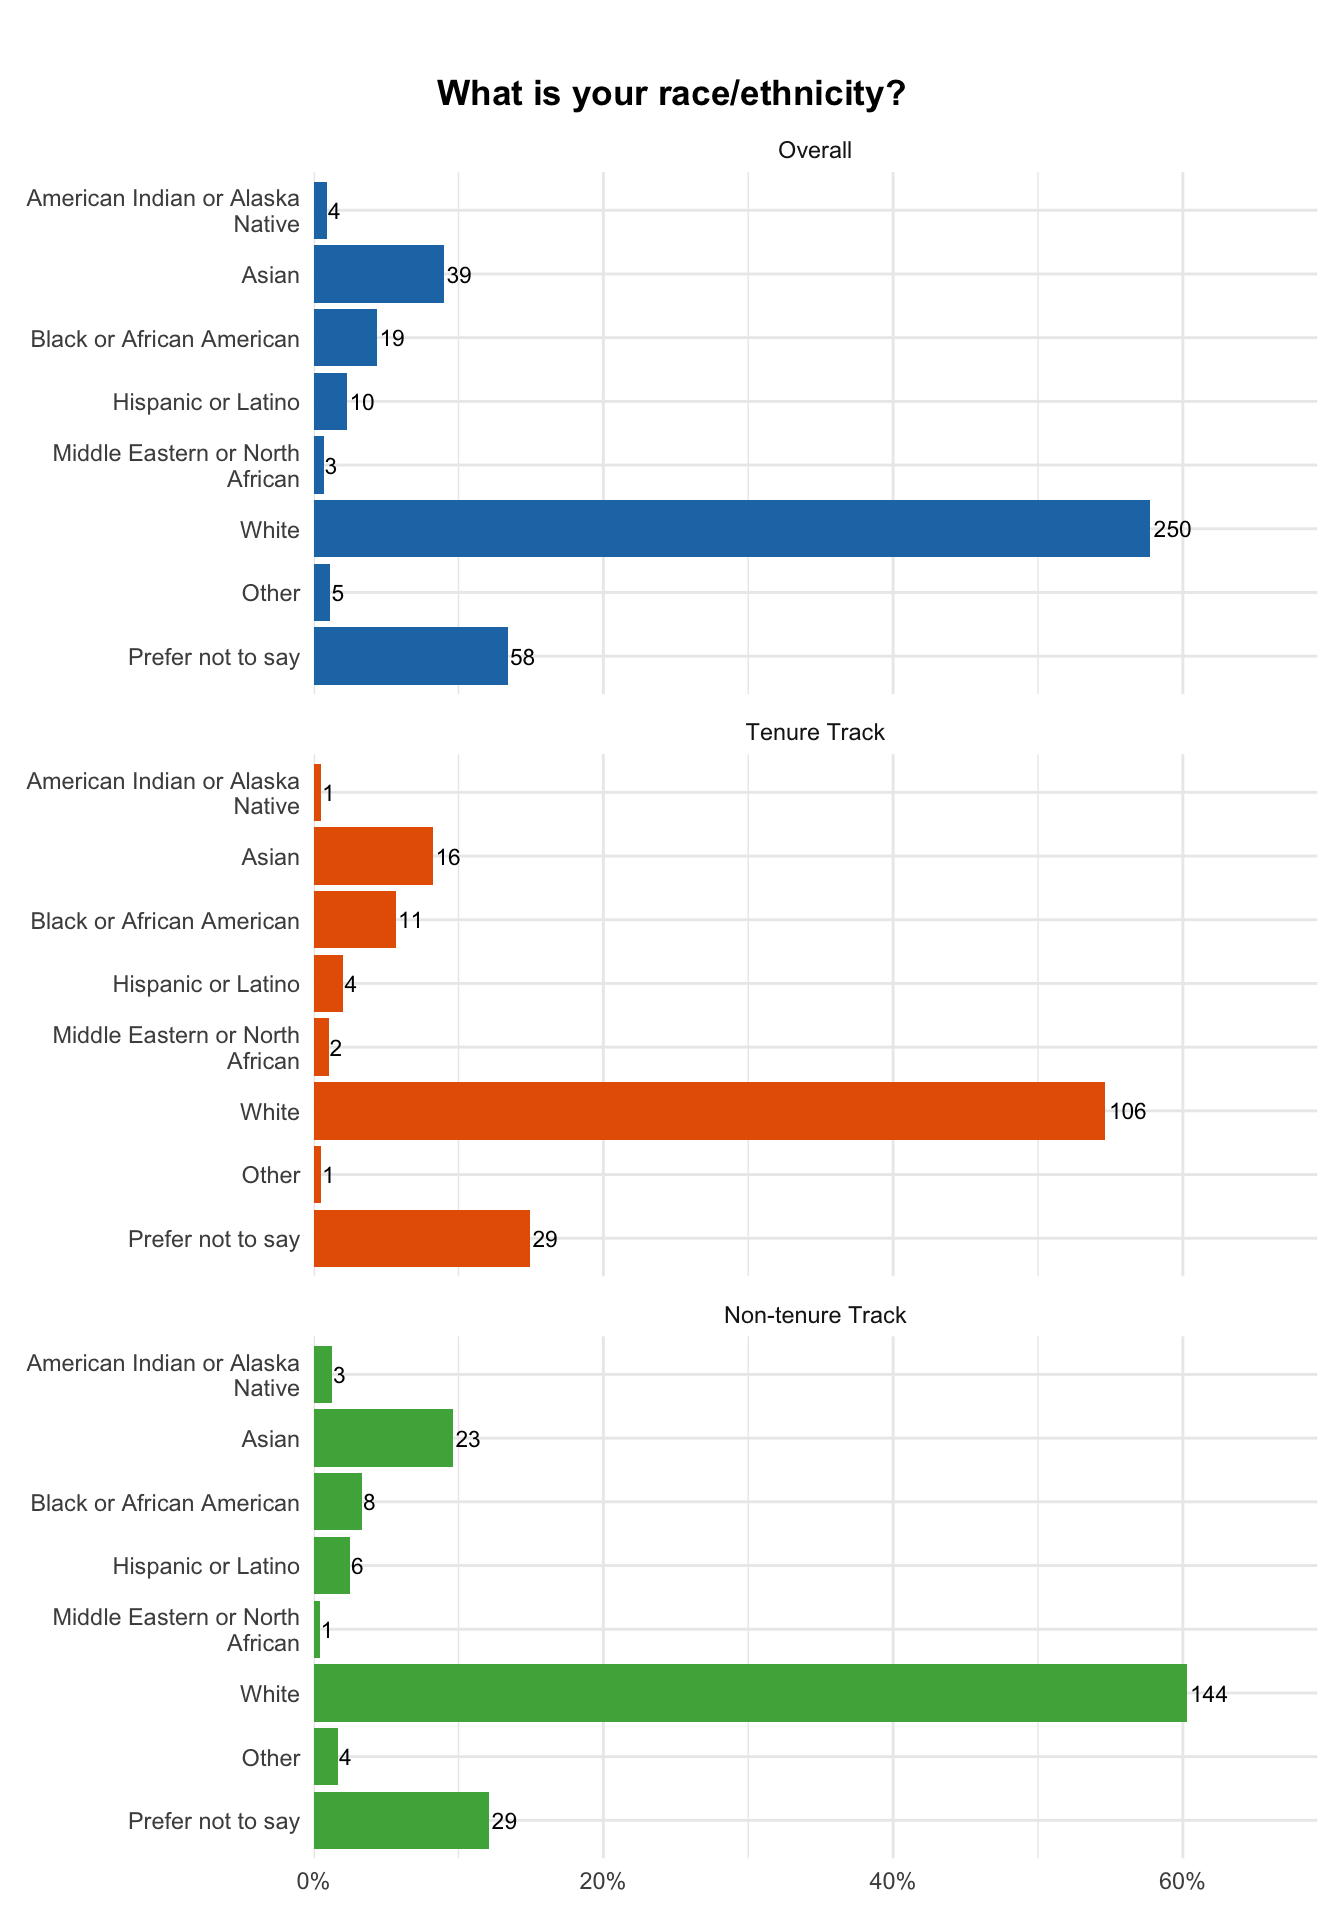 What is your race/ethnicity?
Overall
American Indian or Alaska
Native
4
Asian
39
Black or African American
19
Hispanic or Latino
10
Middle Eastern or North
African
3
White
250
Other
5
Prefer not to say
58
Tenure Track
American Indian or Alaska
Native
1
Asian
16
Black or African American
11
Hispanic or Latino
4
Middle Eastern or North
African
2
White
106
Other
1
Prefer not to say
29
Non-tenure Track
American Indian or Alaska
Native
3
Asian
23
Black or African American
8
Hispanic or Latino
6
Middle Eastern or North
African
1
White
144
Other
4
Prefer not to say
29
0% 20% 40% 60%